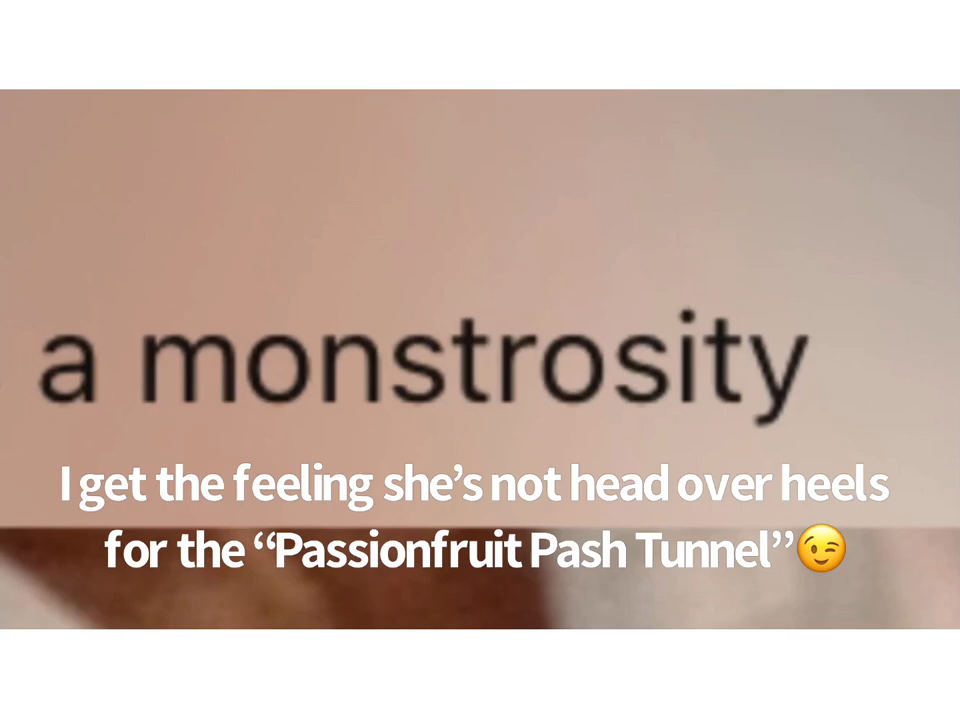 a monstrosity
I get the feeling she’s not head over heels
for the “Passionfruit Pash Tunnel”😉